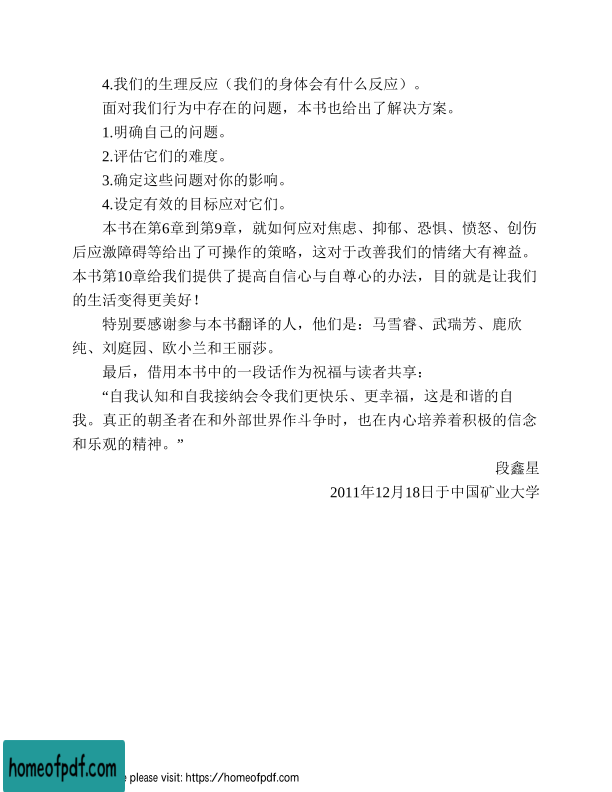 4.我们的生理反应（我们的身体会有什么反应）。
面对我们行为中存在的问题，本书也给出了解决方案。
1.明确自己的问题。
2.评估它们的难度。
3.确定这些问题对你的影响。
4.设定有效的目标应对它们。
本书在第6章到第9章，就如何应对焦虑、抑郁、恐惧、愤怒、创伤
后应激障碍等给出了可操作的策略，这对于改善我们的情绪大有裨益。
本书第10章给我们提供了提高自信心与自尊心的办法，目的就是让我们
的生活变得更美好！
特别要感谢参与本书翻译的人，他们是：马雪睿、武瑞芳、鹿欣
纯、刘庭园、欧小兰和王丽莎。
最后，借用本书中的一段话作为祝福与读者共享：
“自我认知和自我接纳会令我们更快乐、更幸福，这是和谐的自
我。真正的朝圣者在和外部世界作斗争时，也在内心培养着积极的信念
和乐观的精神。”
段鑫星
2011年12月18日于中国矿业大学
homeofpdf.com
e please visit: https://homeofpdf.com